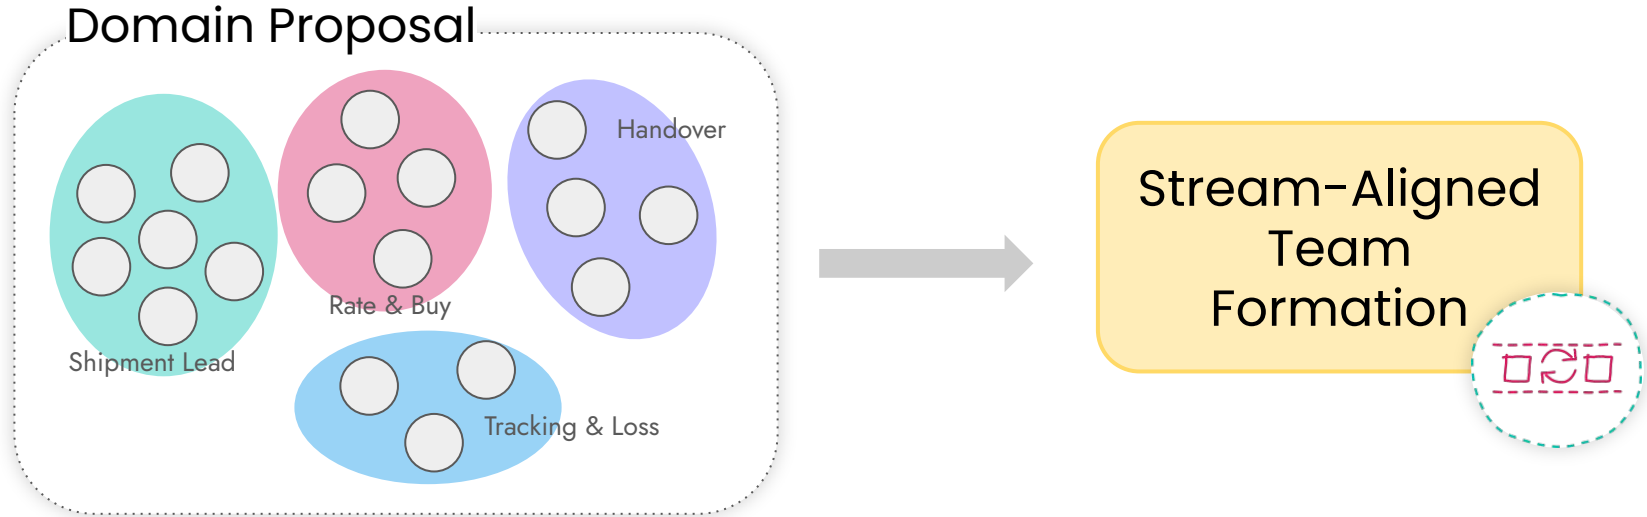 Domain Proposal
Handover
Rate & Buy
Shipment Lead
Tracking & Loss
Stream-Aligned
Team
Formation